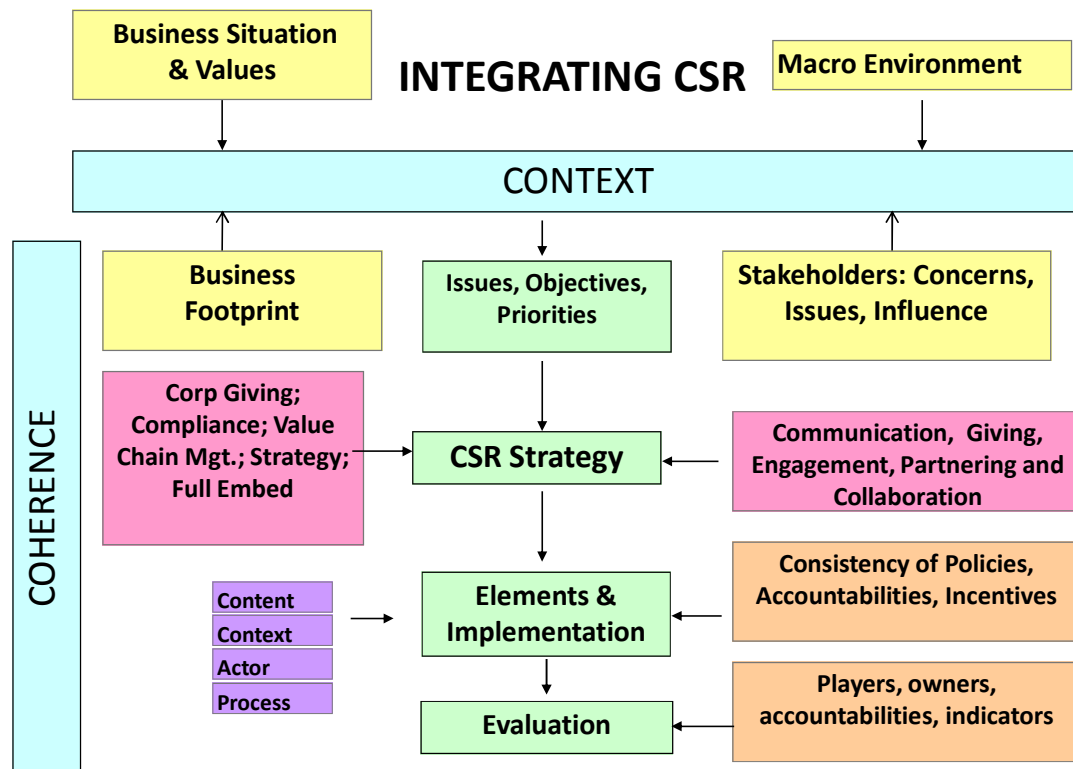 Business Situation
& Values
INTEGRATING CSR
Macro Environment
CONTEXT
COHERENCE
Business
Footprint
Issues, Objectives,
Priorities
Stakeholders: Concerns,
Issues, Influence
Corp Giving;
Compliance; Value
Chain Mgt.; Strategy;
Full Embed
CSR Strategy
Communication, Giving,
Engagement, Partnering and
Collaboration
Content
Context
Actor
Process
Elements &
Implementation
Consistency of Policies,
Accountabilities, Incentives
Evaluation
Players, owners,
accountabilities, indicators